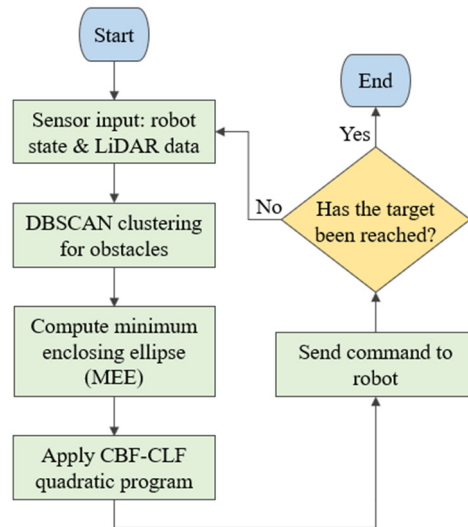 Start
Sensor input: robot
state & LiDAR data
DBSCAN clustering
for obstacles
Compute minimum
enclosing ellipse
(MEE)
Apply CBF-CLF
quadratic program
Send command to
robot
Has the target
been reached?
No
Yes
End